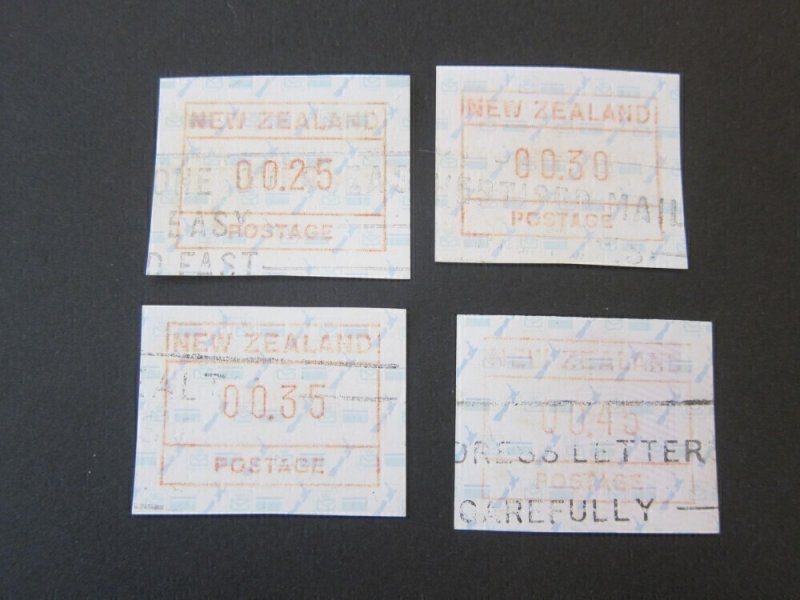 NEW ZEALAND
00.25
EASY
POSTAGE
EAST
NEW ZEALAND
00.30
MAIL
POSTAGE
NEW ZEALAND
00.35
POSTAGE
NEW ZEALAND
00.45
DRESS LETTER
POSTAGE
CAREFULLY